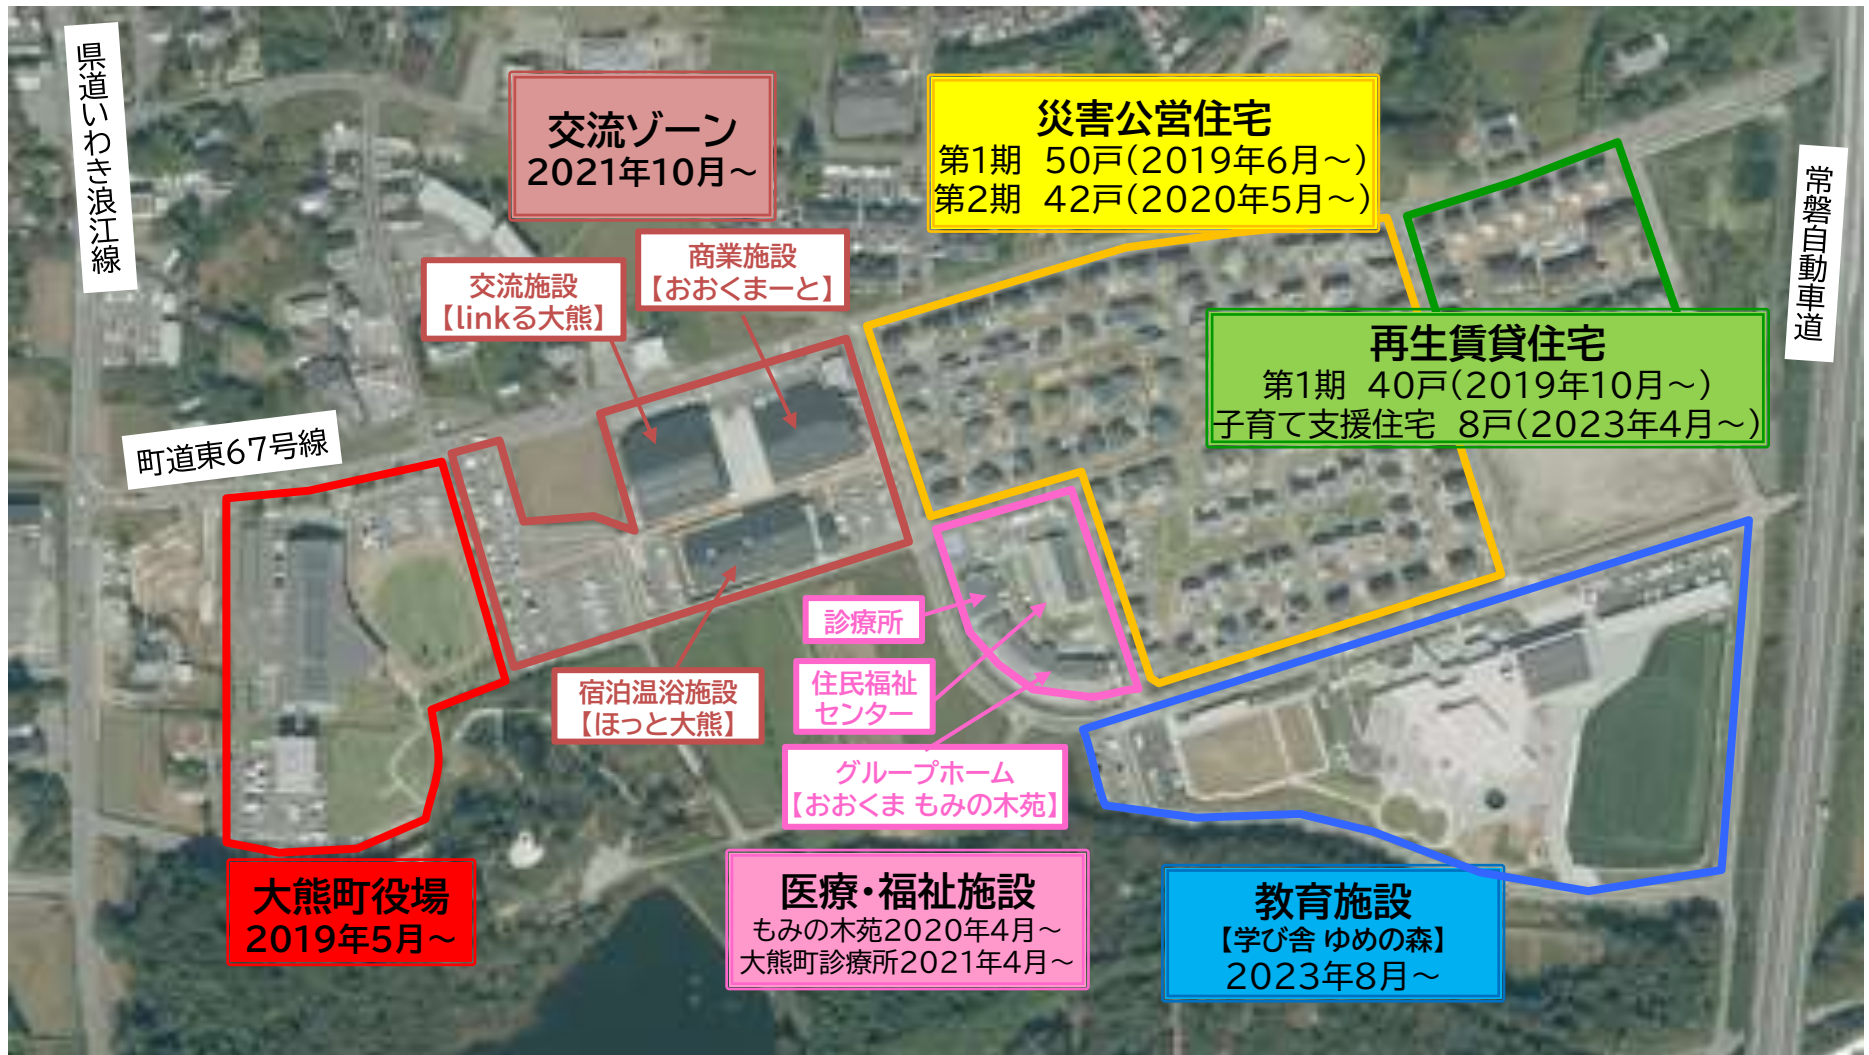 県道いわき浪江線
交流ゾーン
2021年10月～
災害公営住宅
第1期 50戸(2019年6月～)
第2期 42戸(2020年5月～)
常磐自動車道
商業施設
【おおくまーと】
交流施設
【linkる大熊】
再生賃貸住宅
第1期 40戸(2019年10月～)
子育て支援住宅 8戸(2023年4月～)
町道東67号線
診療所
住民福祉
センター
宿泊温浴施設
【ほっと大熊】
グループホーム
【おおくま もみの木苑】
大熊町役場
2019年5月～
医療・福祉施設
もみの木苑2020年4月～
大熊町診療所2021年4月～
教育施設
【学び舎 ゆめの森】
2023年8月～